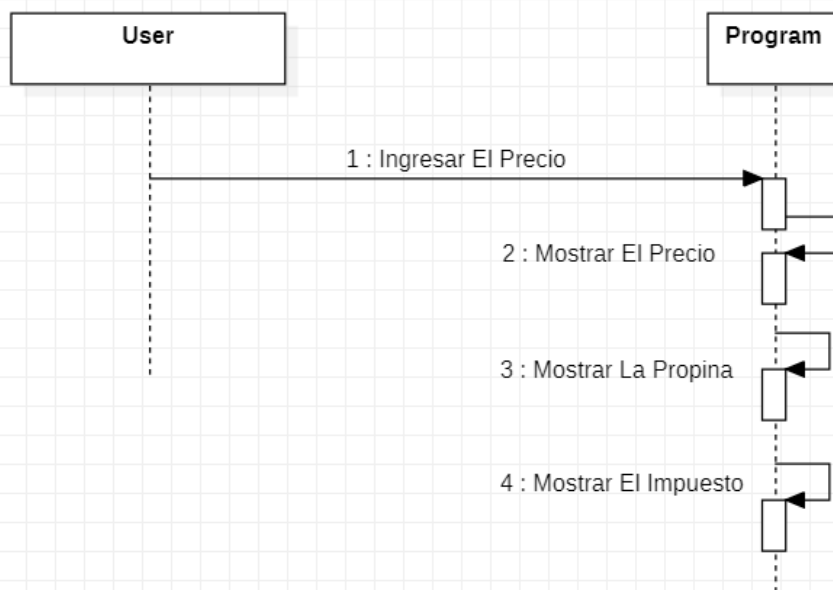 User
Program
1 : Ingresar El Precio
2 : Mostrar El Precio
3 : Mostrar La Propina
4 : Mostrar El Impuesto